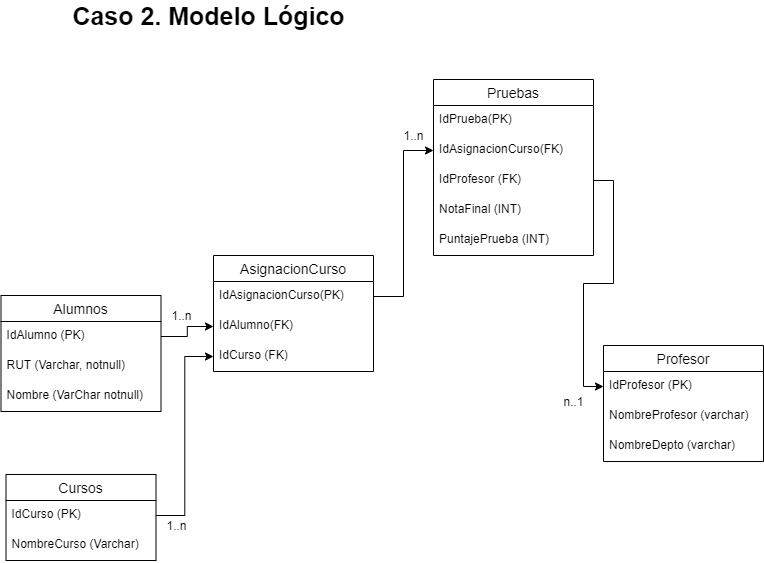 Caso 2. Modelo Lógico
Pruebas
IdPrueba(PK)
IdAsignacionCurso(FK)
IdProfesor (FK)
NotaFinal (INT)
PuntajePrueba (INT)
1..n
AsignacionCurso
IdAsignacionCurso(PK)
IdAlumno(FK)
IdCurso (FK)
Alumnos
IdAlumno (PK)
RUT (Varchar, notnull)
Nombre (VarChar notnull)
1..n
Profesor
IdProfesor (PK)
NombreProfesor (varchar)
NombreDepto (varchar)
n..1
Cursos
IdCurso (PK)
NombreCurso (Varchar)
1..n